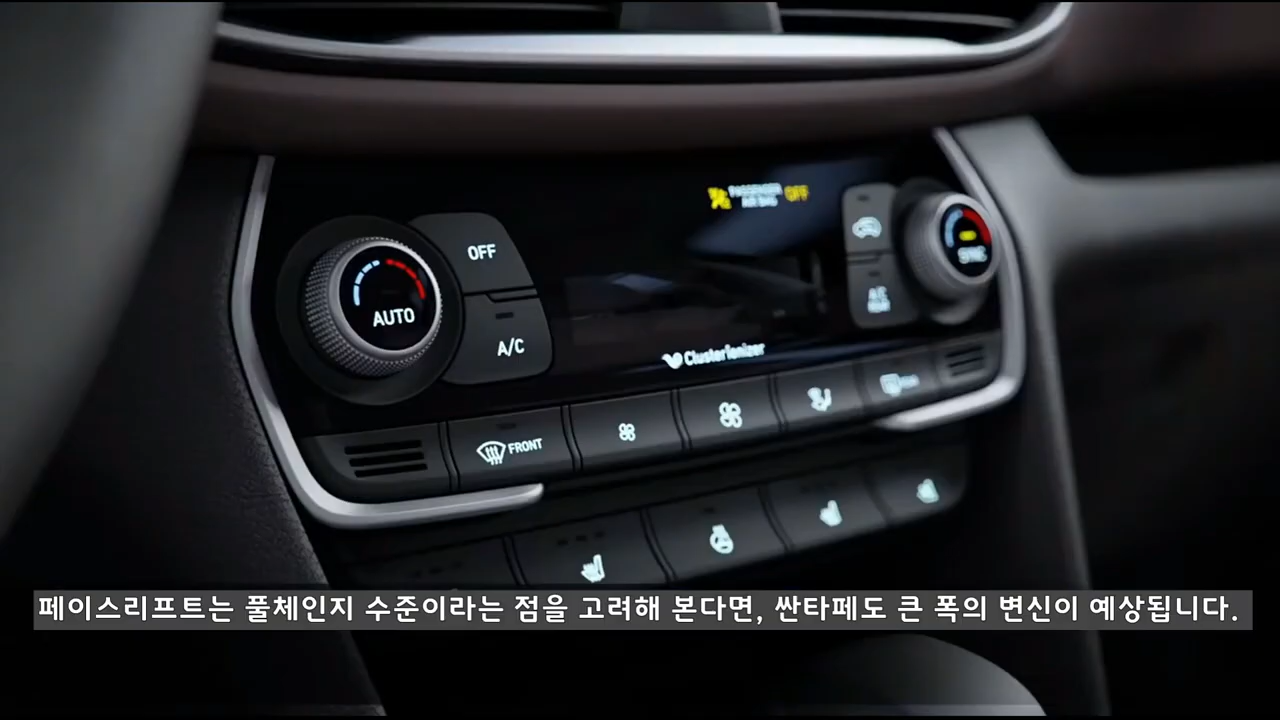 PASSENGER
AIR BAG
OFF
OFF
AUTO
A/C
SYNC
A/C
ClusterIonizer
FRONT
페이스리프트는 풀체인지 수준이라는 점을 고려해 본다면, 싼타페도 큰 폭의 변신이 예상됩니다.